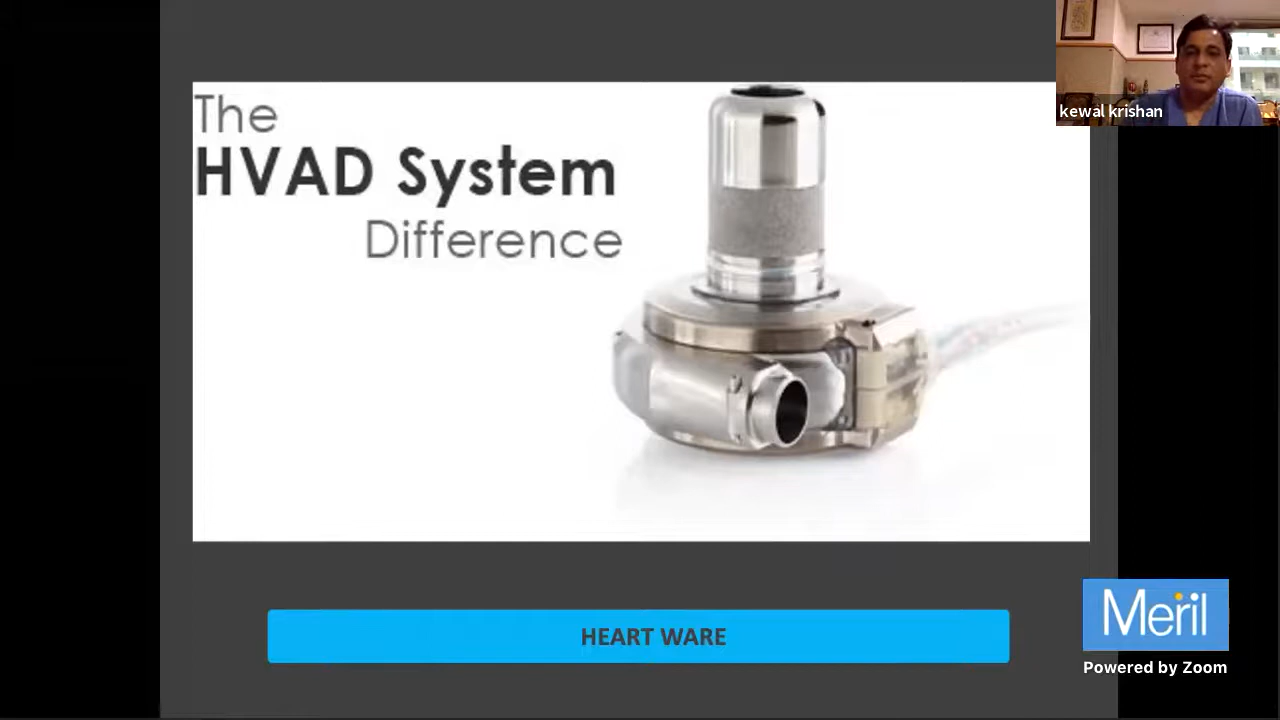 The
HVAD System
Difference
kewal krishan
HEART WARE
Meril
Powered by Zoom